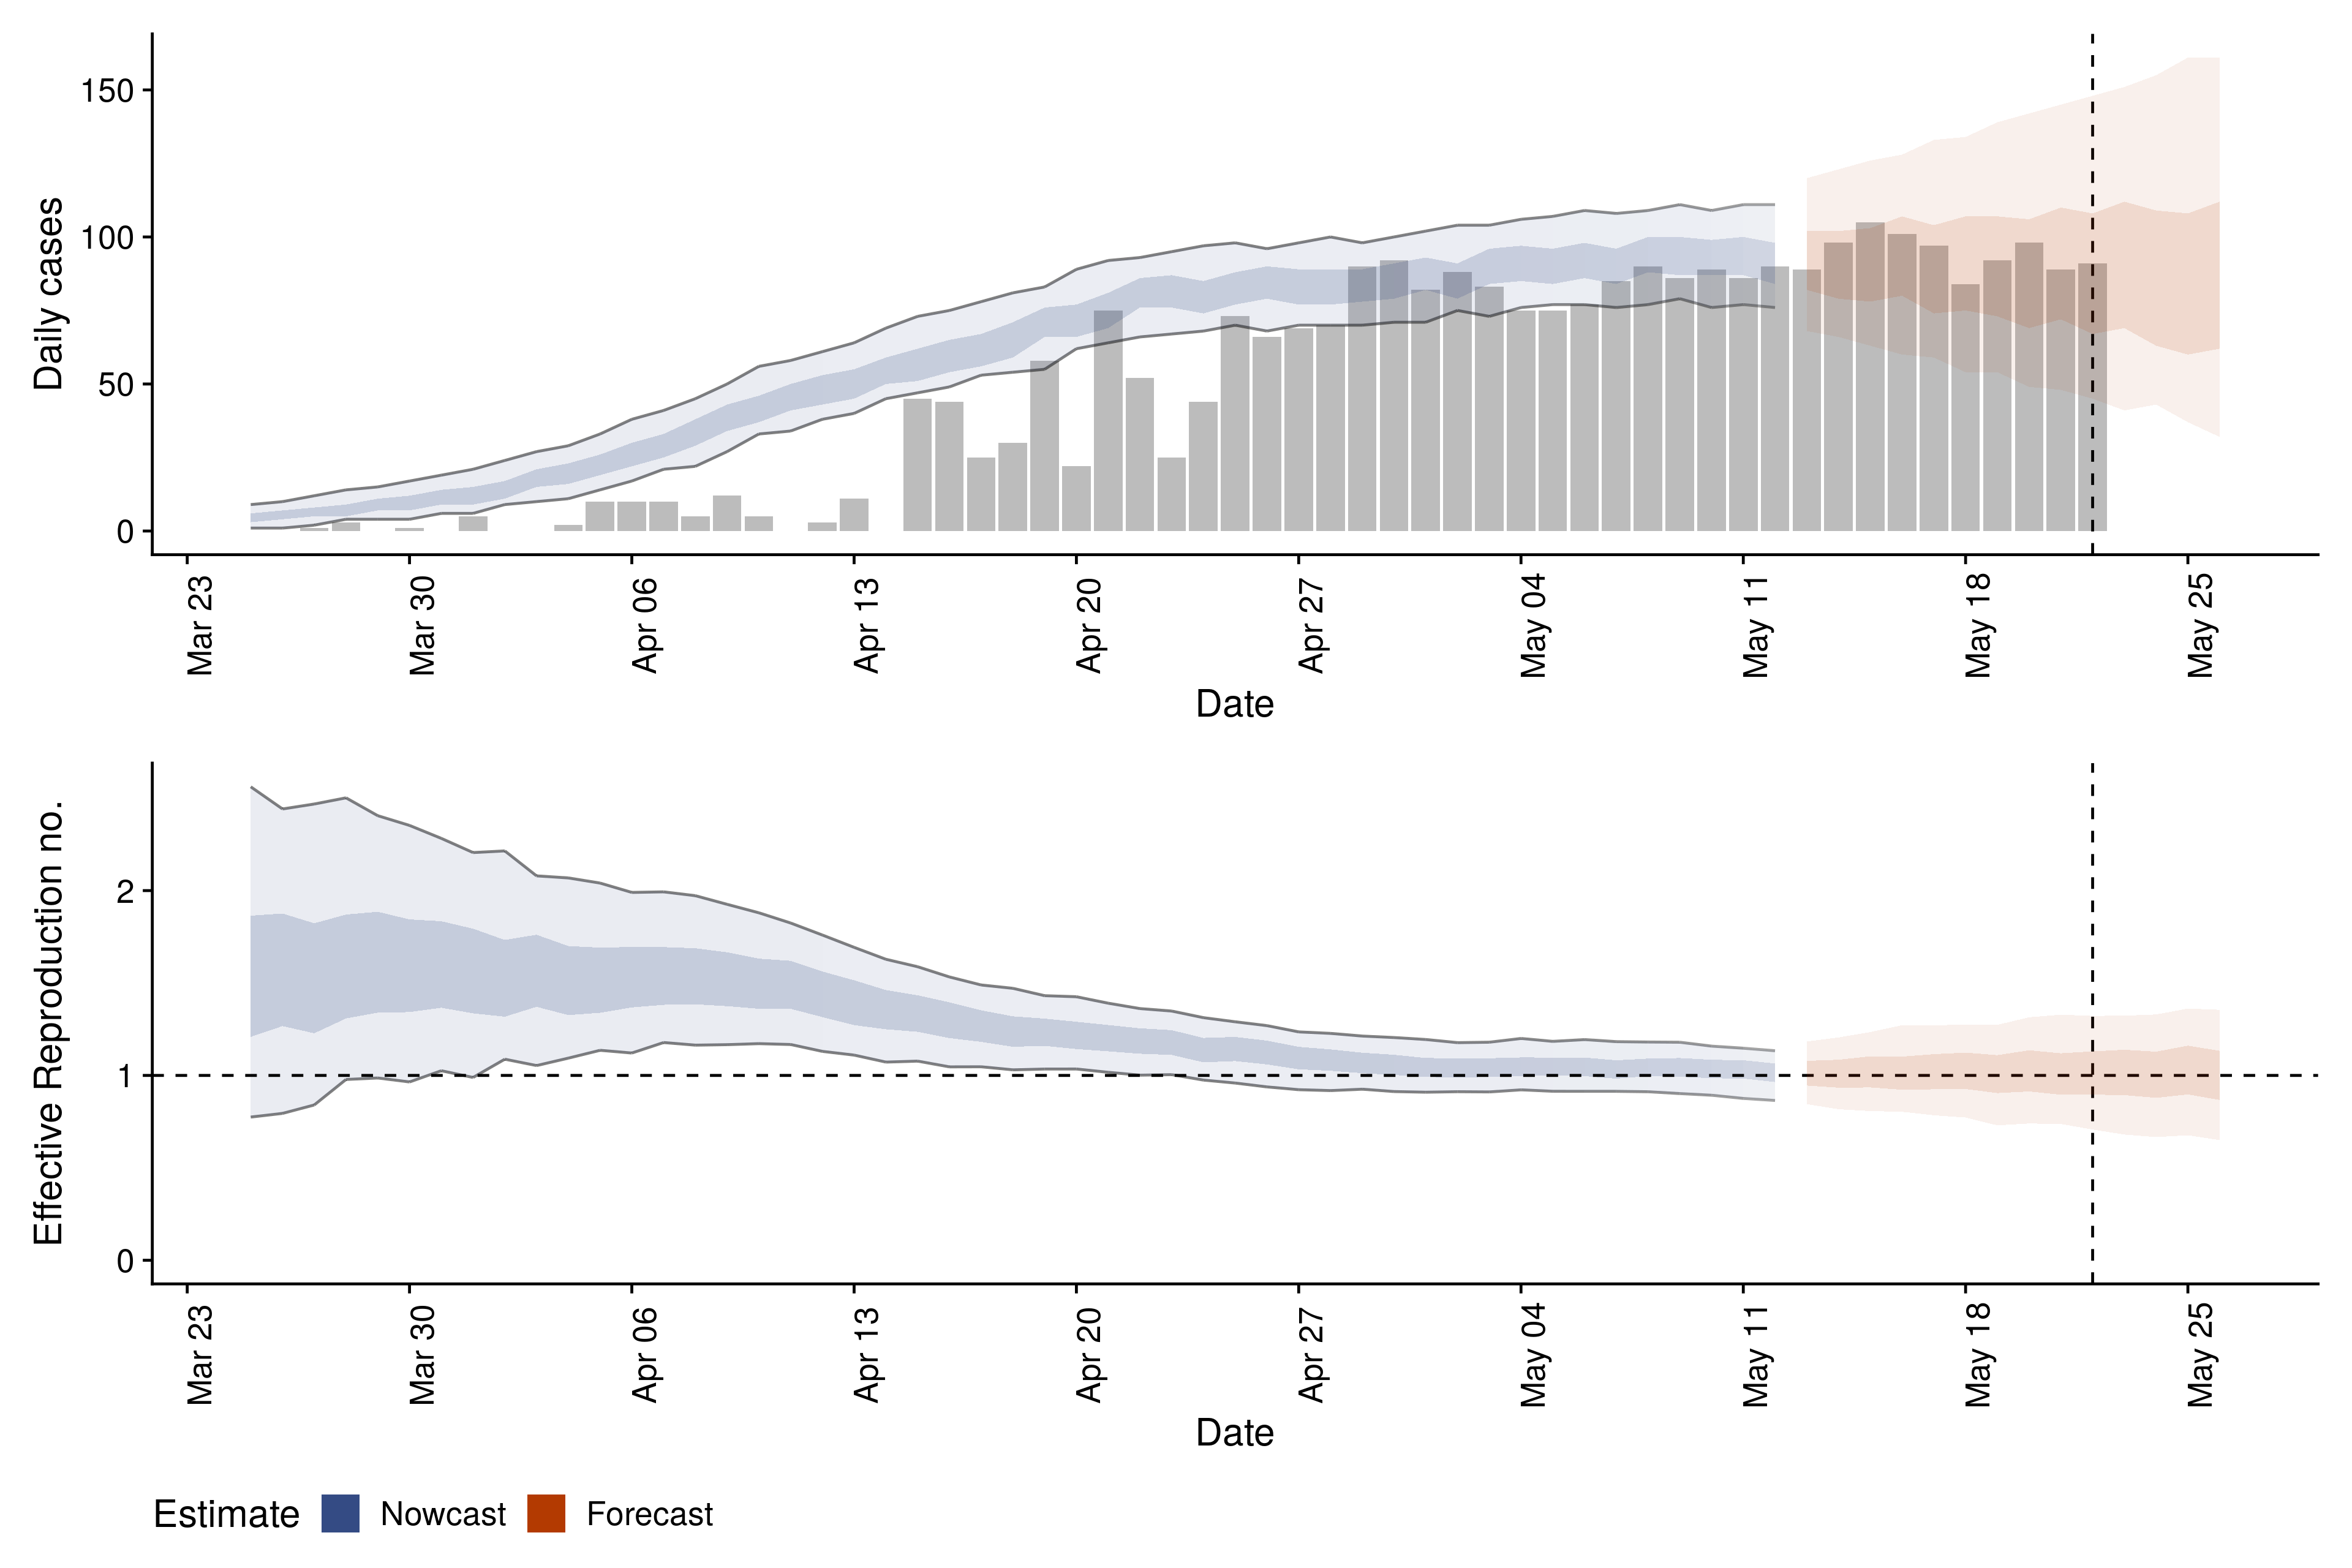 Daily cases
150
100
50
0
Mar 23
Mar 30
Apr 06
Apr 13
Apr 20
Apr 27
May 04
May 11
May 18
May 25
Date
Effective Reproduction no.
2
1
0
Mar 23
Mar 30
Apr 06
Apr 13
Apr 20
Apr 27
May 04
May 11
May 18
May 25
Date
Estimate Nowcast Forecast